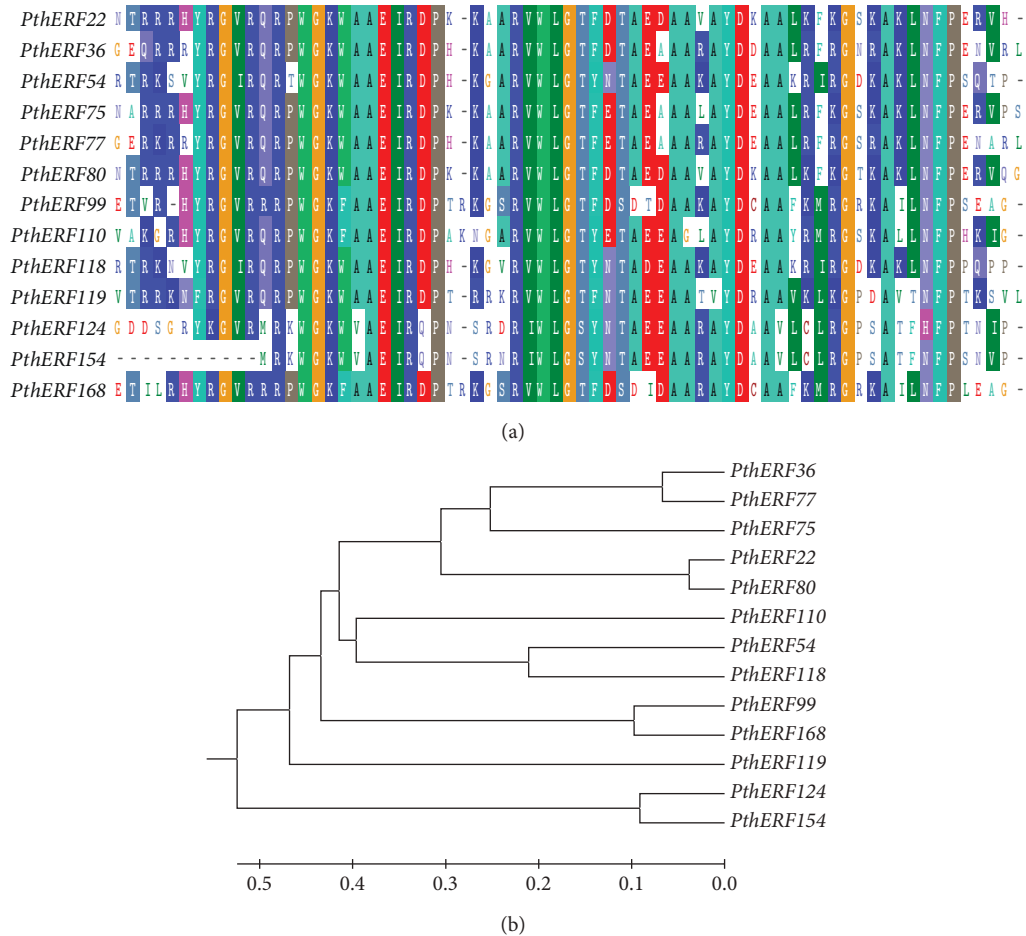 PthERF22 NTRRRHYRGVRQRPWGKWAAEIRDPK-KAARVWLGTFDTAEDAAVAYDKAALKFKGSKAKLNFPERVH-
PthERF36 GEQRRRYRGVRQRPWGKWAAEIRDPH-KAARVWLGTFDTAEAAARAYDDAALRFRGNRAKLNFPENVRL
PthERF54 RTRKSVYRGIRQRTWGKWAAEIRDPH-KGARVWLGTYNTAEEAAKAYDEAAKRIRGDKAKLNFPSQTP-
PthERF75 NARRRHYRGVRQRPWGKWAAEIRDPK-KAARVWLGTFETAEAAALAYDEAALRFKGSKAKLNFPERVPS
PthERF77 GERKRRYRGVRQRPWGKWAAEIRDPH-KAARVWLGTFETAEAAARAYDEAALRFRGSRAKLNFPENARL
PthERF80 NTRRRHYRGVRQRPWGKWAAEIRDPK-KAARVWLGTFDTAEDAAVAYDKAALKFKGTKAKLNFPERVQG
PthERF99 ETVR-HYRGVRRRPWGKFAAEIRDPTRKGSRVWLGTFDSDTDAAKAYDCAAFKMRGRKAILNFPSEAG-
PthERF110 VAKGRHYRGVRQRPWGKFAAEIRDPAKNGARVWLGTYETAEEAGLAYDRAAYRMRGSKALLNFPHKIG-
PthERF118 RTRKNVYRGIRQRPWGKWAAEIRDPH-KGVRVWLGTYNTADEAAKAYDEAAKRIRGDKAKLNFPPQPP-
PthERF119 VTRRKNFRGVRQRPWGKWAAEIRDPT-RRKRVWLGTFNTAEEAATVYDRAAVKLKGPDAVTNFPTKSVL
PthERF124 GDDSGRYKGVRMRKWGKWVAEIRQPN-SRDRIWLGSYNTAEEAARAYDAAVLCLRGPSATFHFPTNIP-
PthERF154 -----------MRKWGKWVAEIRQPN-SRNRIWLGSYNTAEEAARAYDAAVLCLRGPSATFNFPSNVP-
PthERF168 ETILRHYRGVRRRPWGKFAAEIRDPTRKGSRVWLGTFDSDIDAARAYDCAAFKMRGRKAILNFPLEAG-
(a)
PthERF36
PthERF77
PthERF75
PthERF22
PthERF80
PthERF110
PthERF54
PthERF118
PthERF99
PthERF168
PthERF119
PthERF124
PthERF154
0.5 0.4 0.3 0.2 0.1 0.0
(b)